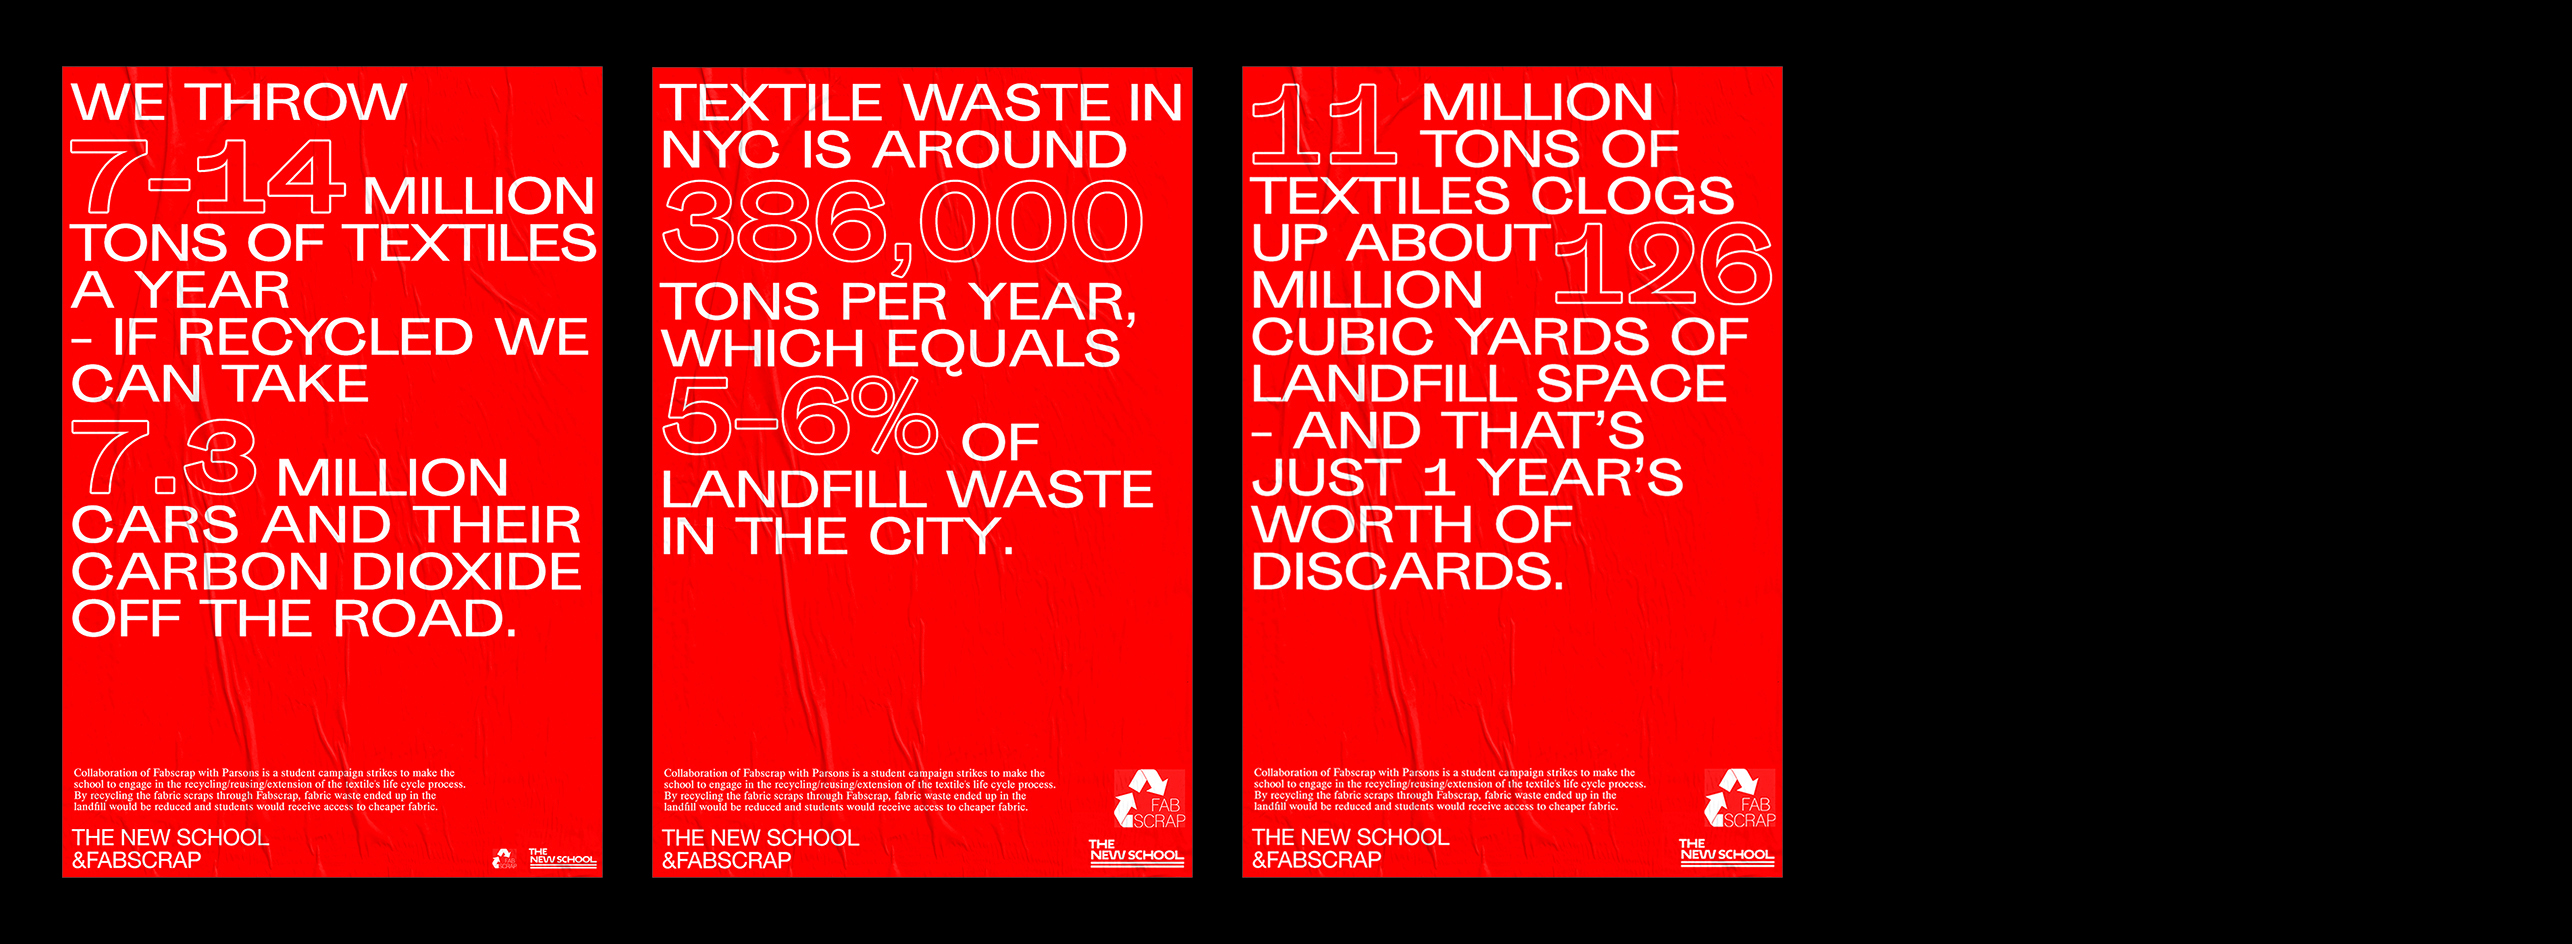 WE THROW
7-14 MILLION
TONS OF TEXTILES
A YEAR
– IF RECYCLED WE
CAN TAKE
7.3 MILLION
CARS AND THEIR
CARBON DIOXIDE
OFF THE ROAD.
Collaboration of Fabscrap with Parsons is a student campaign strikes to make the
school to engage in the recycling/reusing/extension of the textile's life cycle process.
By recycling the fabric scraps through Fabscrap, fabric waste ended up in the
landfill would be reduced and students would receive access to cheaper fabric.
THE NEW SCHOOL
&FABSCRAP
FAB
SCRAP
THE
NEW SCHOOL
TEXTILE WASTE IN
NYC IS AROUND
386,000
TONS PER YEAR,
WHICH EQUALS
5-6% OF
LANDFILL WASTE
IN THE CITY.
Collaboration of Fabscrap with Parsons is a student campaign strikes to make the
school to engage in the recycling/reusing/extension of the textile's life cycle process.
By recycling the fabric scraps through Fabscrap, fabric waste ended up in the
landfill would be reduced and students would receive access to cheaper fabric.
THE NEW SCHOOL
&FABSCRAP
FAB
SCRAP
THE
NEW SCHOOL
11 MILLION
TONS OF
TEXTILES CLOGS
UP ABOUT 126
MILLION
CUBIC YARDS OF
LANDFILL SPACE
– AND THAT'S
JUST 1 YEAR'S
WORTH OF
DISCARDS.
Collaboration of Fabscrap with Parsons is a student campaign strikes to make the
school to engage in the recycling/reusing/extension of the textile's life cycle process.
By recycling the fabric scraps through Fabscrap, fabric waste ended up in the
landfill would be reduced and students would receive access to cheaper fabric.
THE NEW SCHOOL
&FABSCRAP
FAB
SCRAP
THE
NEW SCHOOL